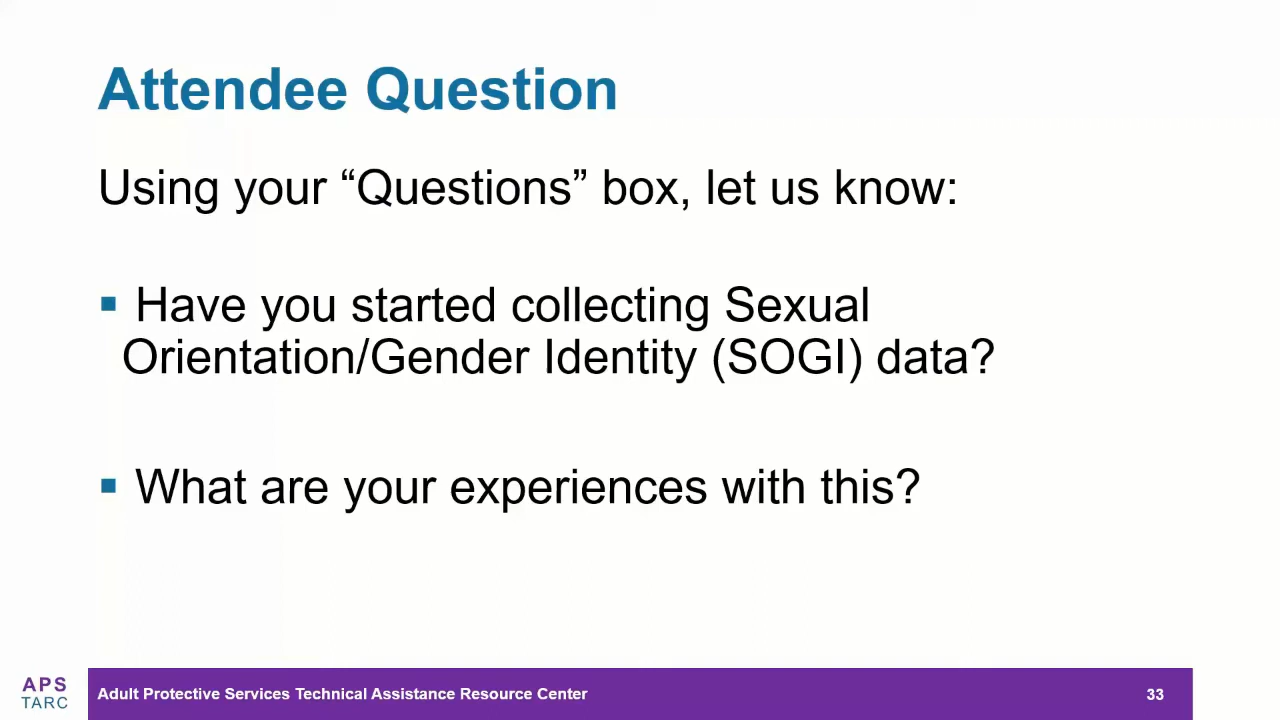 Attendee Question
Using your “Questions” box, let us know:
▪ Have you started collecting Sexual
Orientation/Gender Identity (SOGI) data?
▪ What are your experiences with this?
APS
TARC
Adult Protective Services Technical Assistance Resource Center
33